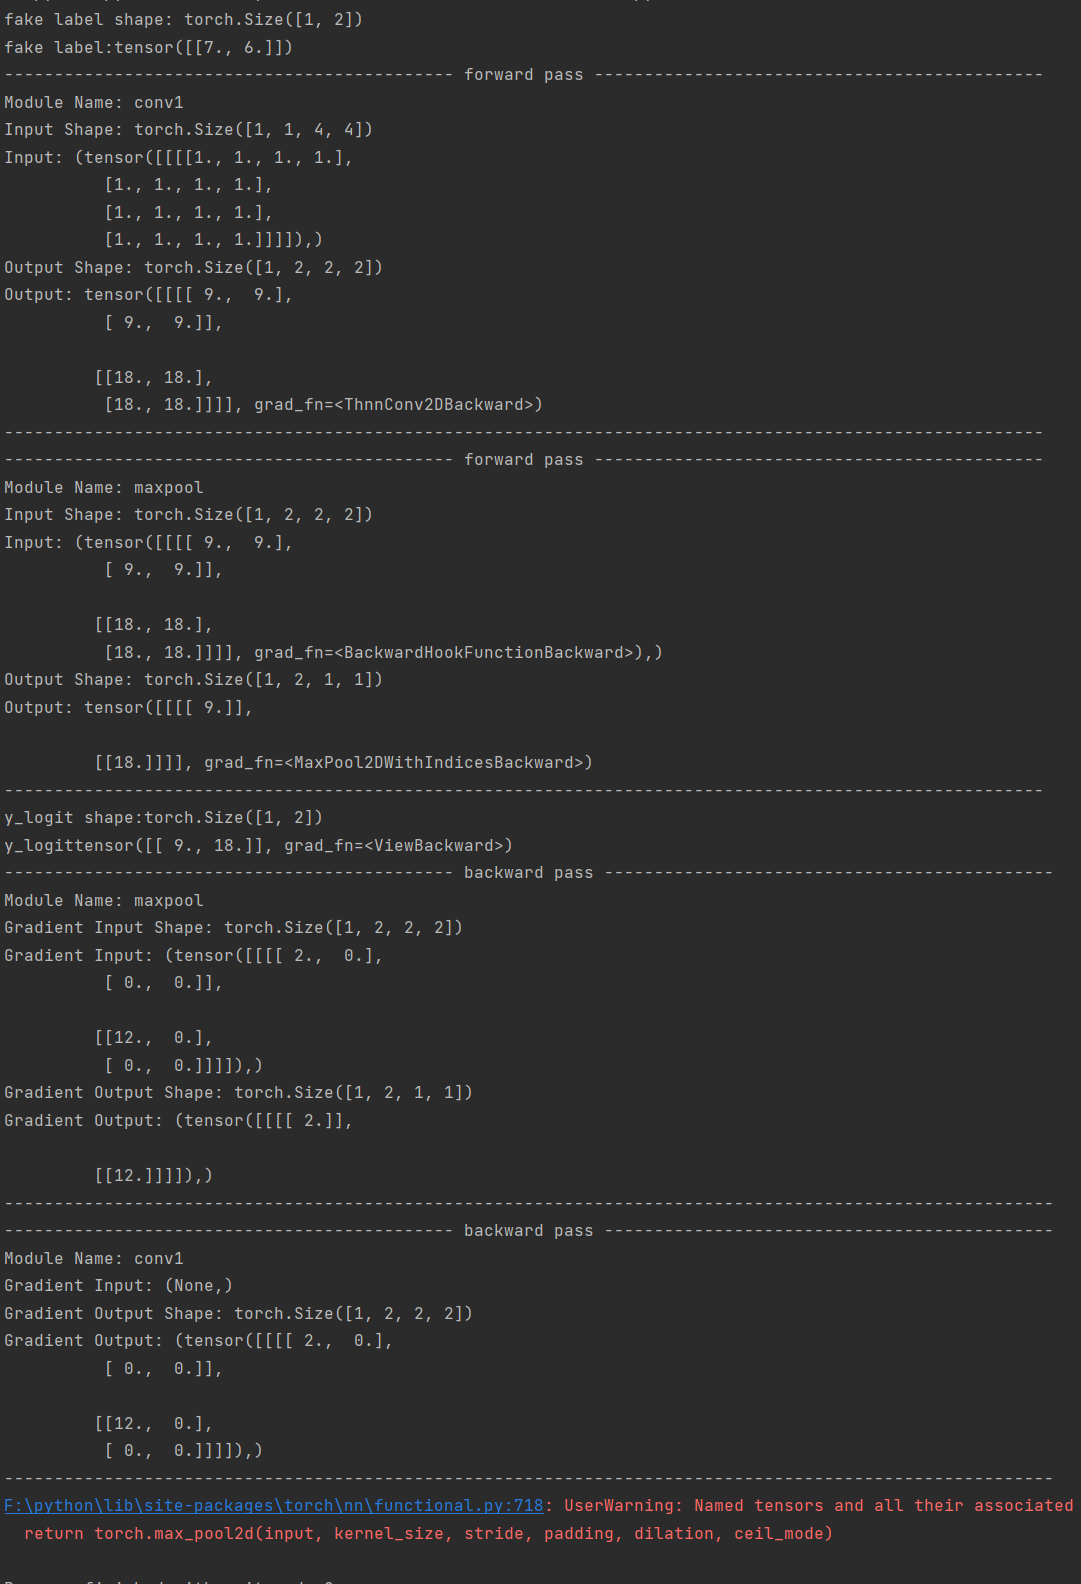 fake label shape: torch.Size([1, 2])
fake label:tensor([[7., 6.]])
--------------------------------------------- forward pass ---------------------------------------------
Module Name: conv1
Input Shape: torch.Size([1, 1, 4, 4])
Input: (tensor([[[[1., 1., 1., 1.],
          [1., 1., 1., 1.],
          [1., 1., 1., 1.],
          [1., 1., 1., 1.]]]]),)
Output Shape: torch.Size([1, 2, 2, 2])
Output: tensor([[[[ 9.,  9.],
          [ 9.,  9.]],

         [[18., 18.],
          [18., 18.]]]], grad_fn=<ThnnConv2DBackward>)
--------------------------------------------------------------------------------------------------------
--------------------------------------------- forward pass ---------------------------------------------
Module Name: maxpool
Input Shape: torch.Size([1, 2, 2, 2])
Input: (tensor([[[[ 9.,  9.],
          [ 9.,  9.]],

         [[18., 18.],
          [18., 18.]]]], grad_fn=<BackwardHookFunctionBackward>),)
Output Shape: torch.Size([1, 2, 1, 1])
Output: tensor([[[[ 9.]],

         [[18.]]]], grad_fn=<MaxPool2DWithIndicesBackward>)
--------------------------------------------------------------------------------------------------------
y_logit shape:torch.Size([1, 2])
y_logittensor([[ 9., 18.]], grad_fn=<ViewBackward>)
--------------------------------------------- backward pass ---------------------------------------------
Module Name: maxpool
Gradient Input Shape: torch.Size([1, 2, 2, 2])
Gradient Input: (tensor([[[[ 2.,  0.],
          [ 0.,  0.]],

         [[12.,  0.],
          [ 0.,  0.]]]]),)
Gradient Output Shape: torch.Size([1, 2, 1, 1])
Gradient Output: (tensor([[[[ 2.]],

         [[12.]]]]),)
---------------------------------------------------------------------------------------------------------
--------------------------------------------- backward pass ---------------------------------------------
Module Name: conv1
Gradient Input: (None,)
Gradient Output Shape: torch.Size([1, 2, 2, 2])
Gradient Output: (tensor([[[[ 2.,  0.],
          [ 0.,  0.]],

         [[12.,  0.],
          [ 0.,  0.]]]]),)
---------------------------------------------------------------------------------------------------------
F:\python\lib\site-packages\torch\nn\functional.py:718: UserWarning: Named tensors and all their associated
  return torch.max_pool2d(input, kernel_size, stride, padding, dilation, ceil_mode)